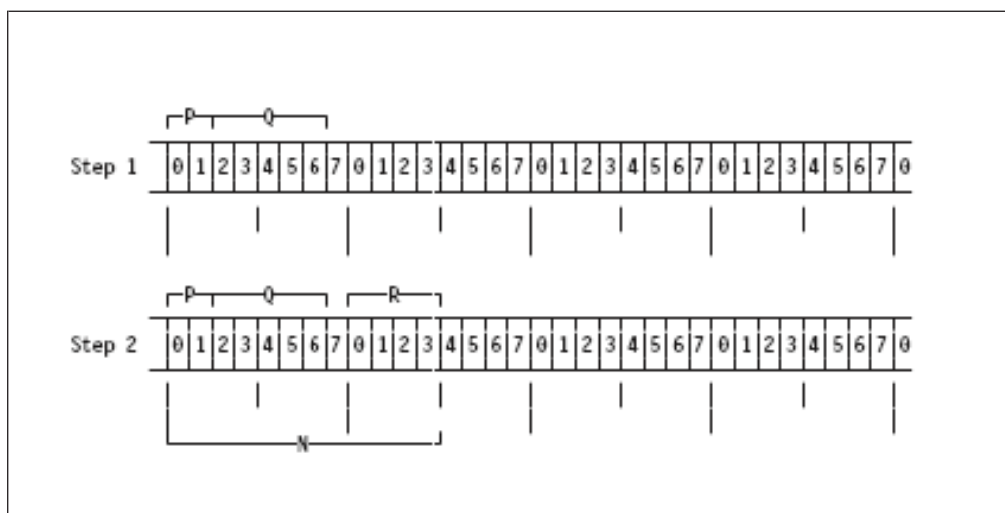 P Q
Step 1 0 1 2 3 4 5 6 7 0 1 2 3 4 5 6 7 0 1 2 3 4 5 6 7 0 1 2 3 4 5 6 7 0
P Q R
Step 2 0 1 2 3 4 5 6 7 0 1 2 3 4 5 6 7 0 1 2 3 4 5 6 7 0 1 2 3 4 5 6 7 0
N